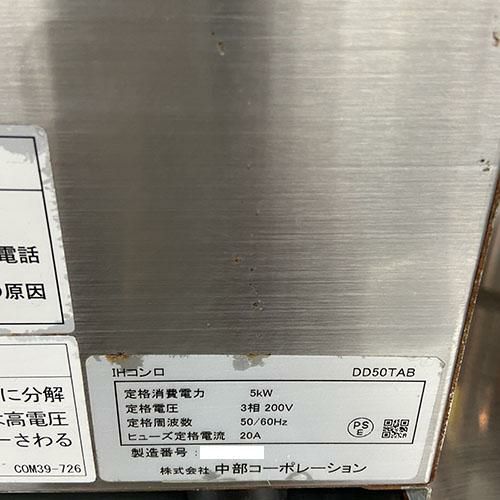 電話
の原因
に分解
は高電圧
ーさわる
COM39-726
IHコンロ DD50TAB
定格消費電力 5kW
定格電圧 3相 200V
定格周波数 50/60Hz
ヒューズ定格電流 20A
PSE
製造番号:
株式会社 中部コーポレーション